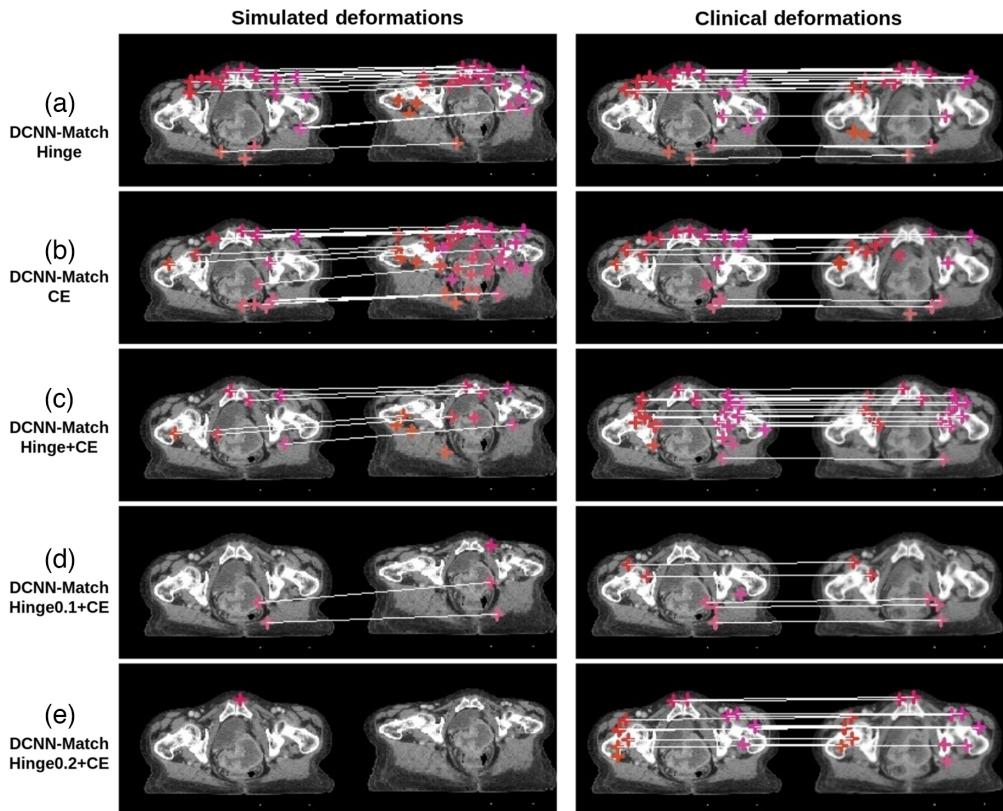 Simulated deformations
Clinical deformations
(a)
DCNN-Match
Hinge
(b)
DCNN-Match
CE
(c)
DCNN-Match
Hinge+CE
(d)
DCNN-Match
Hinge0.1+CE
(e)
DCNN-Match
Hinge0.2+CE